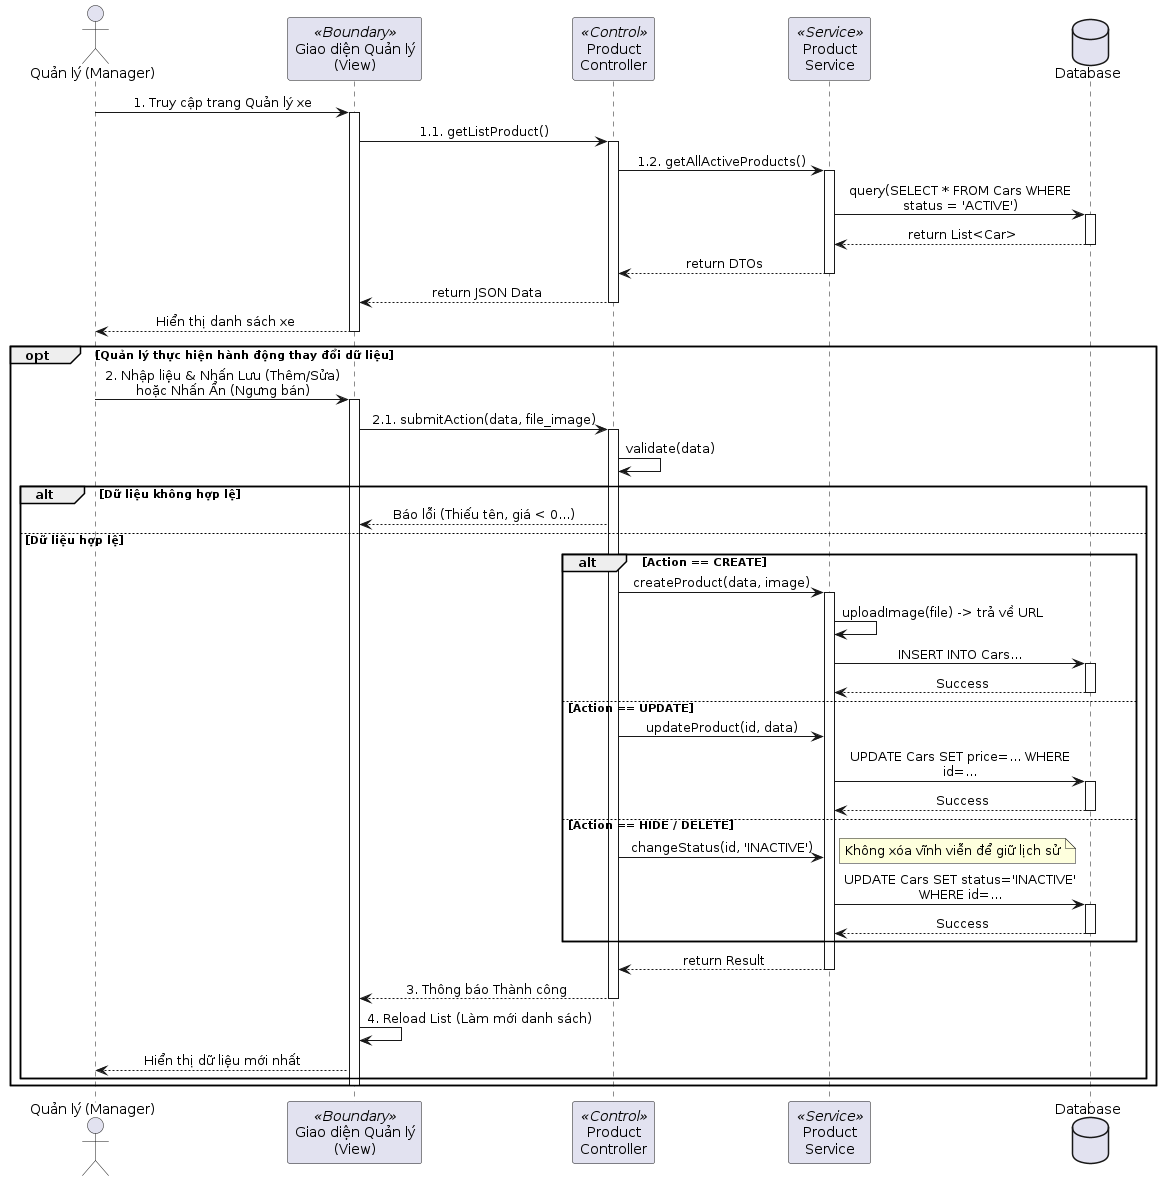 Quản lý (Manager)
«Boundary»
Giao diện Quản lý
(View)
«Control»
Product
Controller
«Service»
Product
Service
Database
1. Truy cập trang Quản lý xe
1.1. getListProduct()
1.2. getAllActiveProducts()
query(SELECT * FROM Cars WHERE
status = 'ACTIVE')
return List<Car>
return DTOs
return JSON Data
Hiển thị danh sách xe
opt [Quản lý thực hiện hành động thay đổi dữ liệu]
2. Nhập liệu & Nhấn Lưu (Thêm/Sửa)
hoặc Nhấn Ẩn (Ngưng bán)
2.1. submitAction(data, file_image)
validate(data)
alt [Dữ liệu không hợp lệ]
Báo lỗi (Thiếu tên, giá < 0...)
[Dữ liệu hợp lệ]
alt [Action == CREATE]
createProduct(data, image)
uploadImage(file) -> trả về URL
INSERT INTO Cars...
Success
[Action == UPDATE]
updateProduct(id, data)
UPDATE Cars SET price=... WHERE
id=...
Success
[Action == HIDE / DELETE]
changeStatus(id, 'INACTIVE')
Không xóa vĩnh viễn để giữ lịch sử
UPDATE Cars SET status='INACTIVE'
WHERE id=...
Success
return Result
3. Thông báo Thành công
4. Reload List (Làm mới danh sách)
Hiển thị dữ liệu mới nhất
Quản lý (Manager)
«Boundary»
Giao diện Quản lý
(View)
«Control»
Product
Controller
«Service»
Product
Service
Database